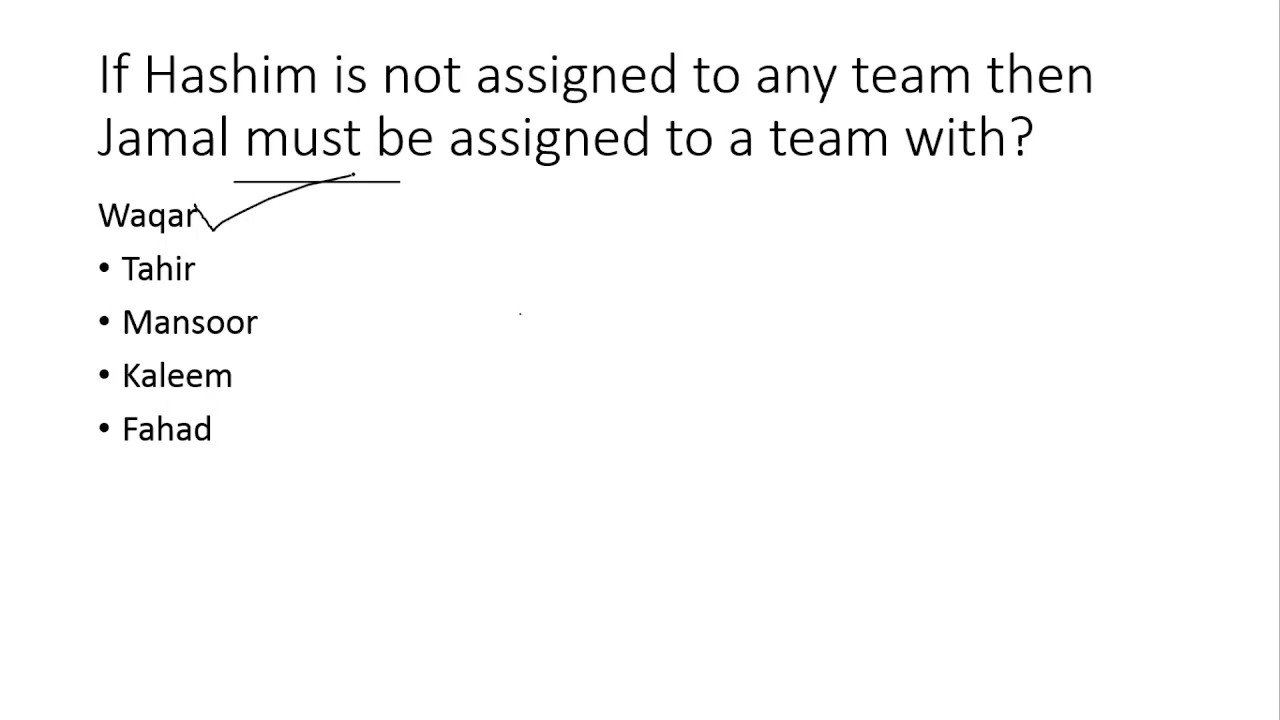 If Hashim is not assigned to any team then
Jamal must be assigned to a team with?
Waqar
• Tahir
• Mansoor
• Kaleem
• Fahad